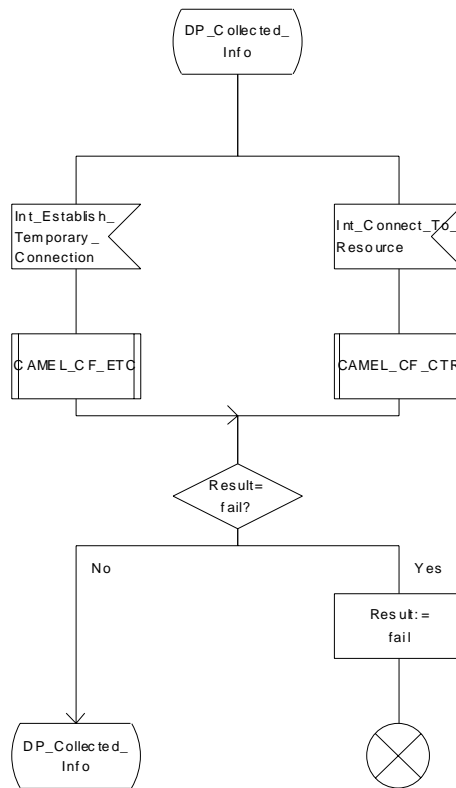 DP_Collected_
Info
Int_Establish_
Temporary_
Connection
Int_Connect_To_
Resource
CAMEL_CF_ETC
CAMEL_CF_CTR
Result=
fail?
No
Yes
Result:=
fail
DP_Collected_
Info